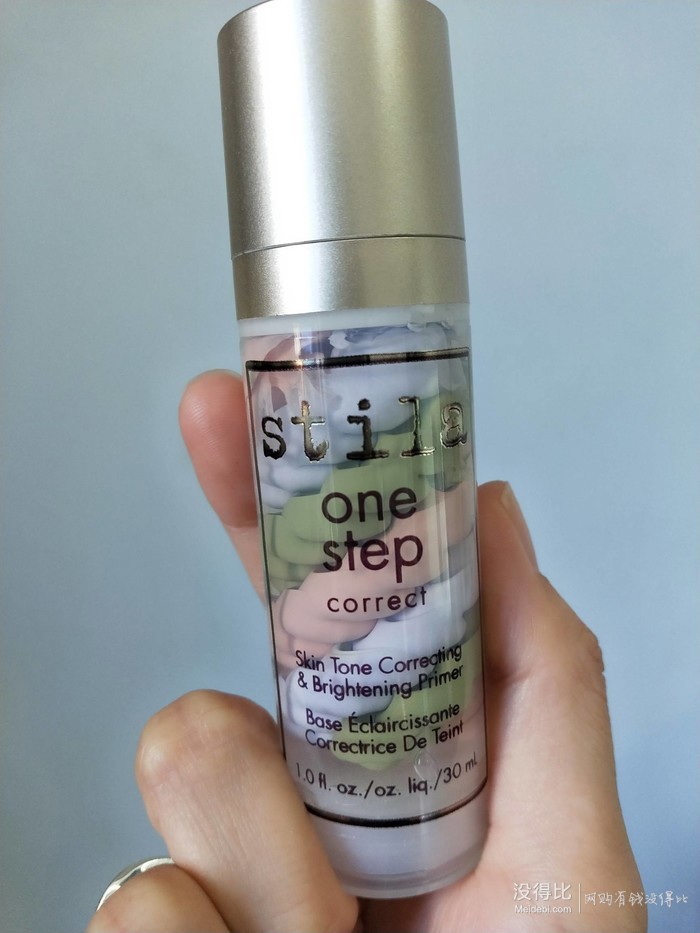 stila
one
step
correct
Skin Tone Correcting
& Brightening Primer
Base Éclaircissante
Correctrice De Teint
1.0 fl. oz./oz. liq./30 mL
没得比
Meidebi.com
网购有钱没得比